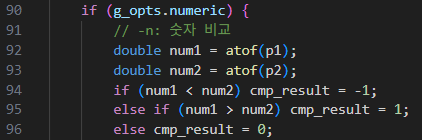 90 if (g_opts.numeric) {
91 // -n: 숫자 비교
92 double num1 = atof(p1);
93 double num2 = atof(p2);
94 if (num1 < num2) cmp_result = -1;
95 else if (num1 > num2) cmp_result = 1;
96 else cmp_result = 0;